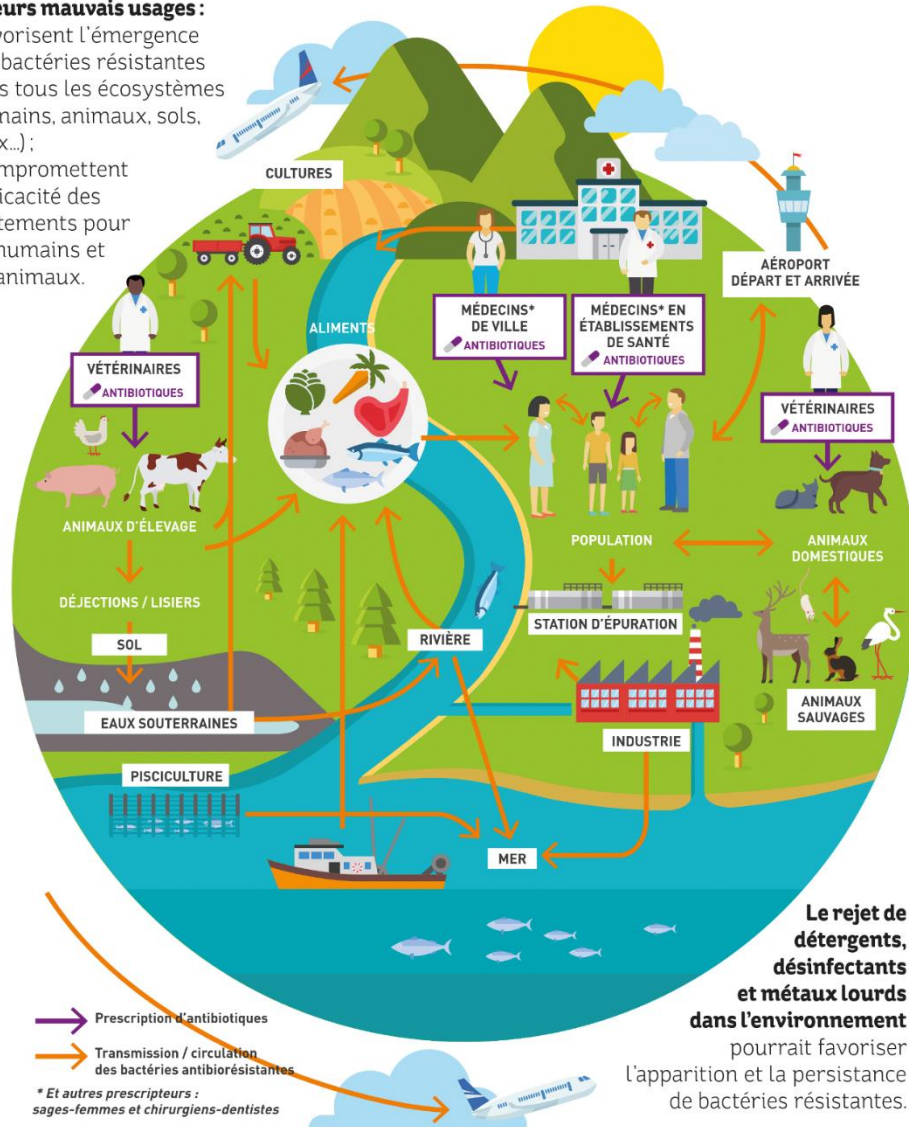 eurs mauvais usages :
vorisent l'émergence
bactéries résistantes
s tous les écosystèmes
mains, animaux, sols,
x...) ;
mpromettent
icacité des
tements pour
humains et
animaux.
CULTURES
AÉROPORT
DÉPART ET ARRIVÉE
MÉDECINS*
DE VILLE
ANTIBIOTIQUES
MÉDECINS* EN
ÉTABLISSEMENTS
DE SANTÉ
ANTIBIOTIQUES
ALIMENTS
VÉTÉRINAIRES
ANTIBIOTIQUES
VÉTÉRINAIRES
ANTIBIOTIQUES
ANIMAUX D'ÉLEVAGE
POPULATION
ANIMAUX
DOMESTIQUES
DÉJECTIONS / LISIERS
STATION D'ÉPURATION
SOL
RIVIÈRE
ANIMAUX
SAUVAGES
EAUX SOUTERRAINES
INDUSTRIE
PISCICULTURE
MER
Le rejet de
détergents,
désinfectants
et métaux lourds
dans l'environnement
pourrait favoriser
l'apparition et la persistance
de bactéries résistantes.
Prescription d'antibiotiques
Transmission / circulation
des bactéries antibiorésistantes
* Et autres prescripteurs :
sages-femmes et chirurgiens-dentistes